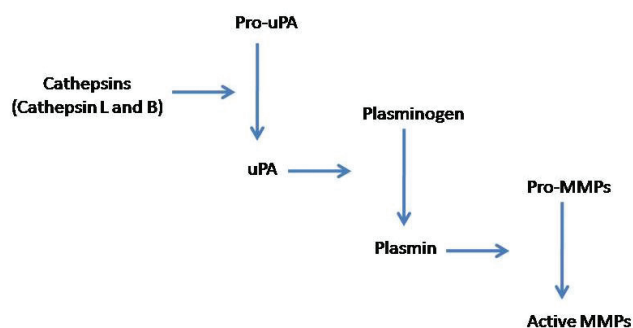 Pro-uPA
Cathepsins
(Cathepsin L and B)
Plasminogen
uPA
Pro-MMPs
Plasmin
Active MMPs